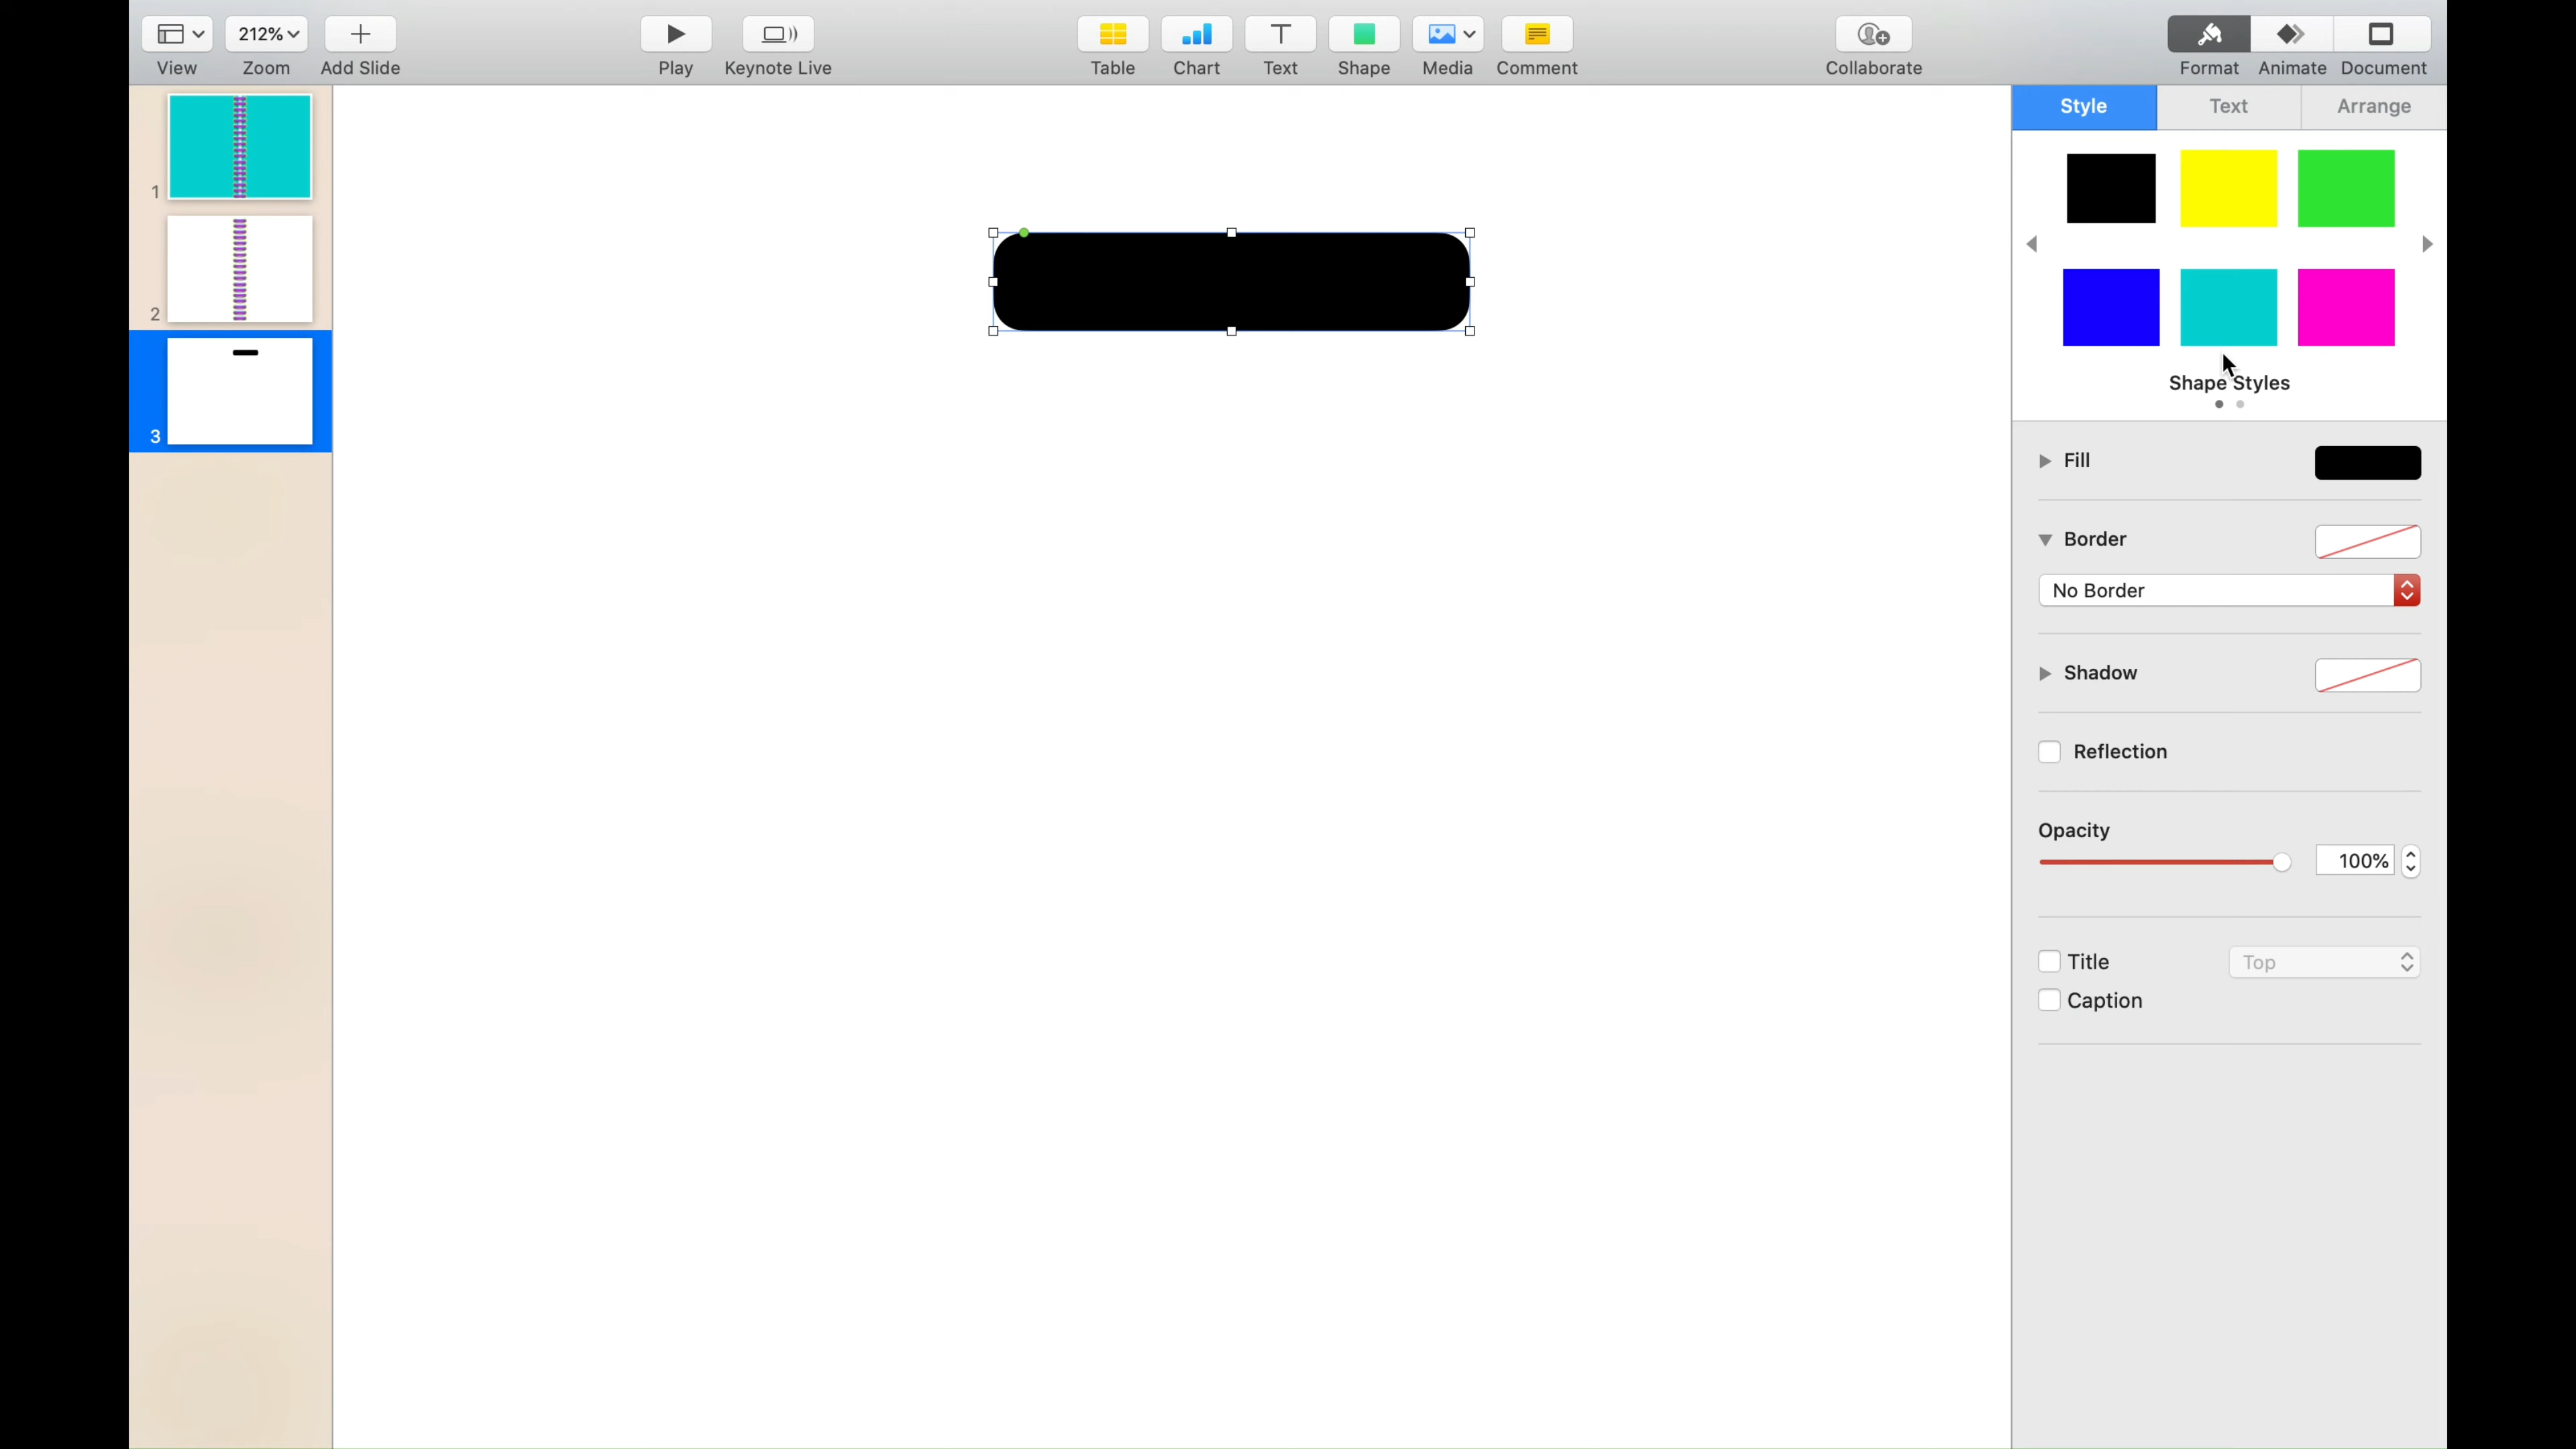 212%
View
Zoom
Add Slide
Play
Keynote Live
Table
Chart
Text
Shape
Media
Comment
Collaborate
Format
Animate
Document
1
2
3
Style
Text
Arrange
Shape Styles
Fill
Border
No Border
Shadow
Reflection
Opacity
100%
Title
Top
Caption